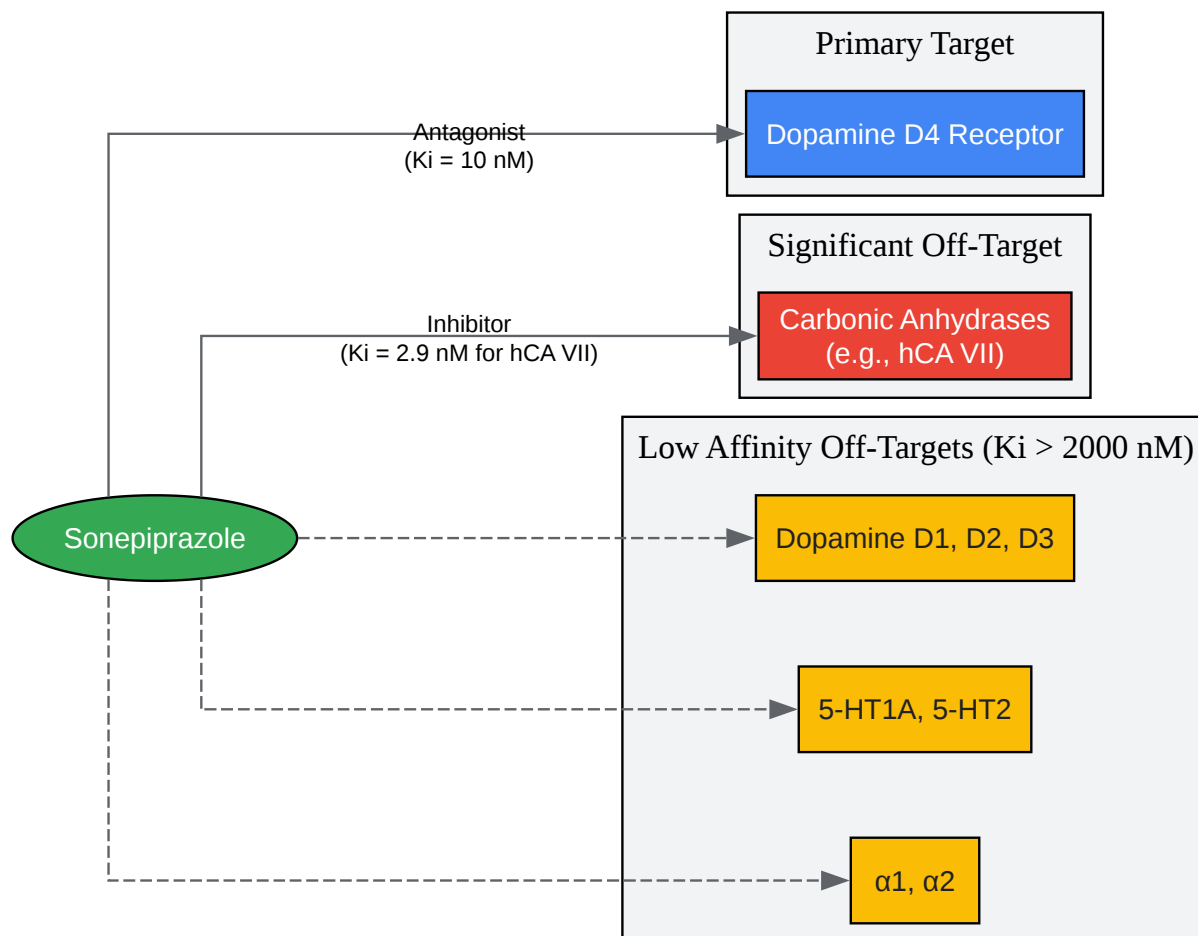 Primary Target
Dopamine D4 Receptor
Antagonist
(Ki = 10 nM)
Significant Off-Target
Carbonic Anhydrases
(e.g., hCA VII)
Inhibitor
(Ki = 2.9 nM for hCA VII)
Low Affinity Off-Targets (Ki > 2000 nM)
Sonepiprazole
Dopamine D1, D2, D3
5-HT1A, 5-HT2
α1, α2